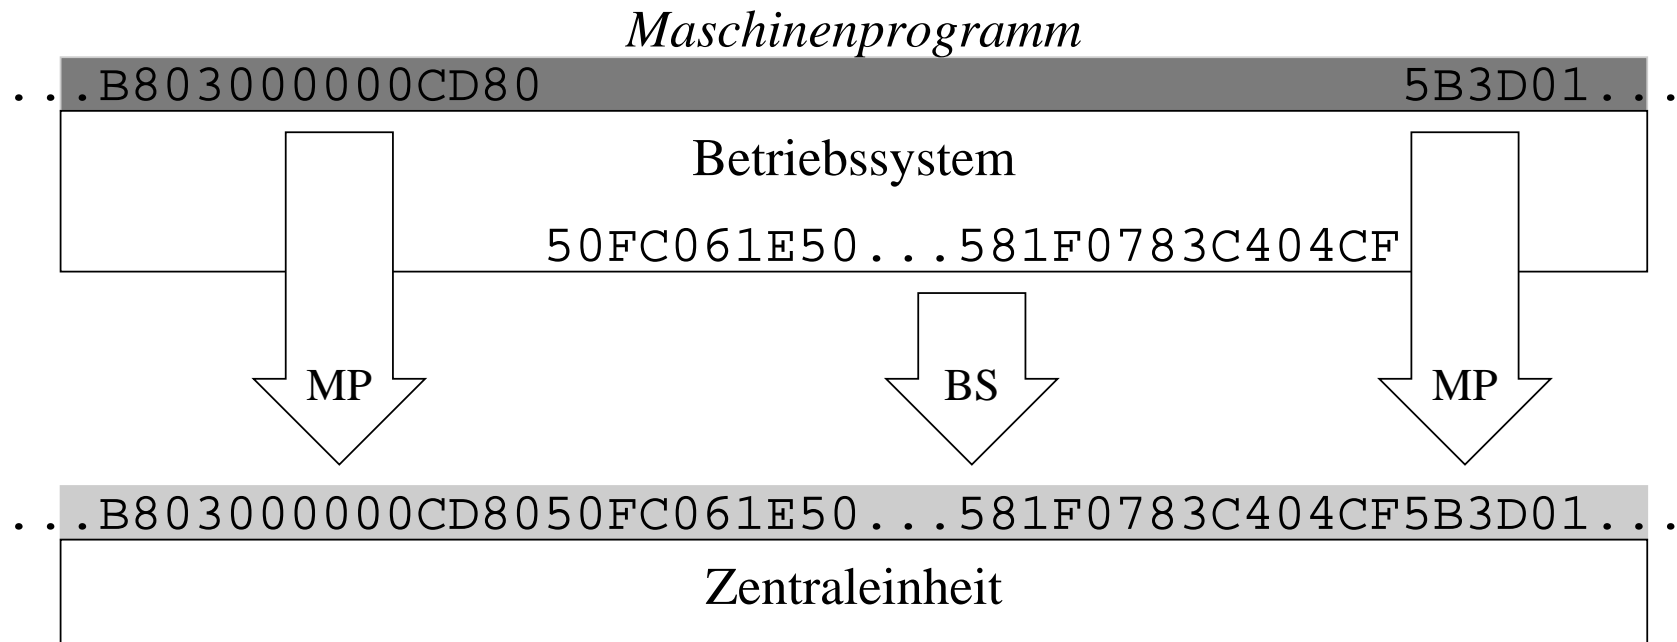 Maschinenprogramm
...B803000000CD80 5B3D01...
Betriebssystem
50FC061E50...581F0783C404CF
MP BS MP
...B803000000CD8050FC061E50...581F0783C404CF5B3D01...
Zentraleinheit